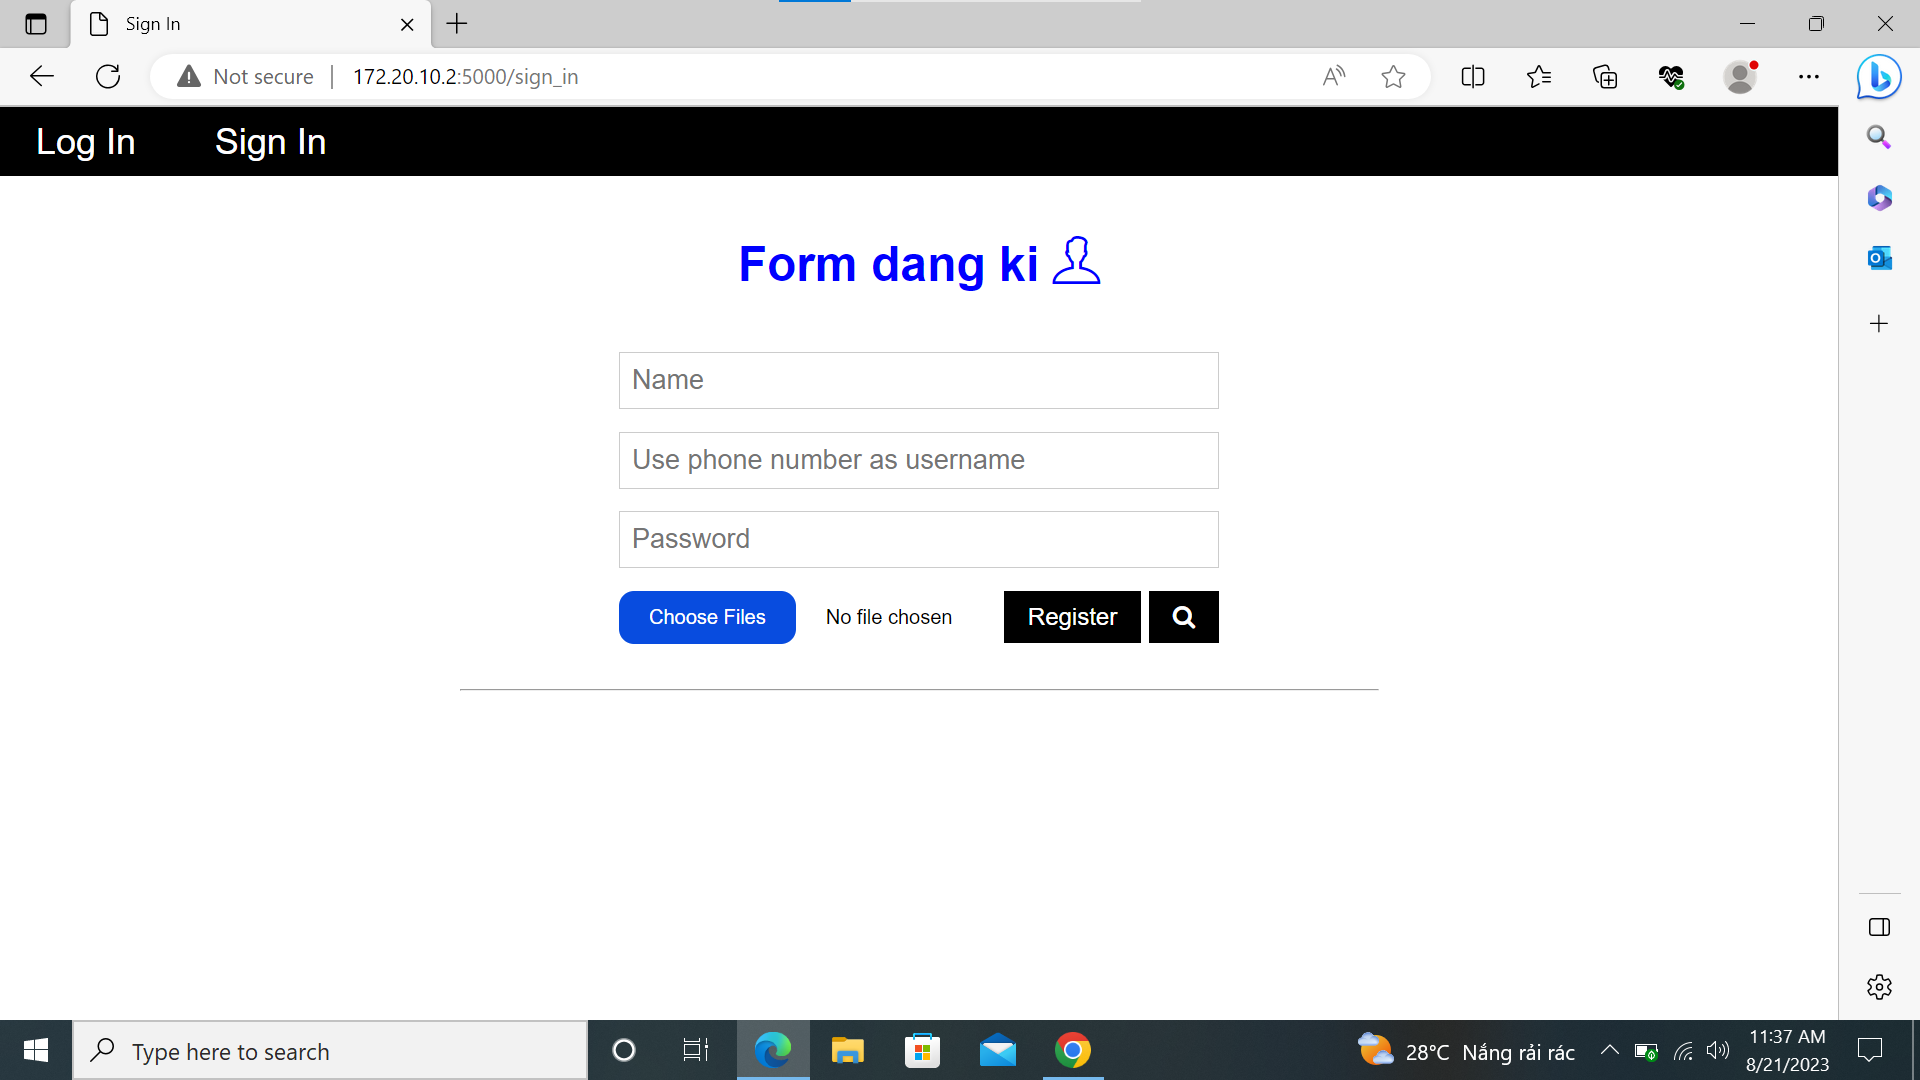 Sign In
Not secure
172.20.10.2:5000/sign_in
Log In
Sign In
Form dang ki
Name
Use phone number as username
Password
Choose Files
No file chosen
Register
Type here to search
28°C Nắng rải rác
11:37 AM
8/21/2023